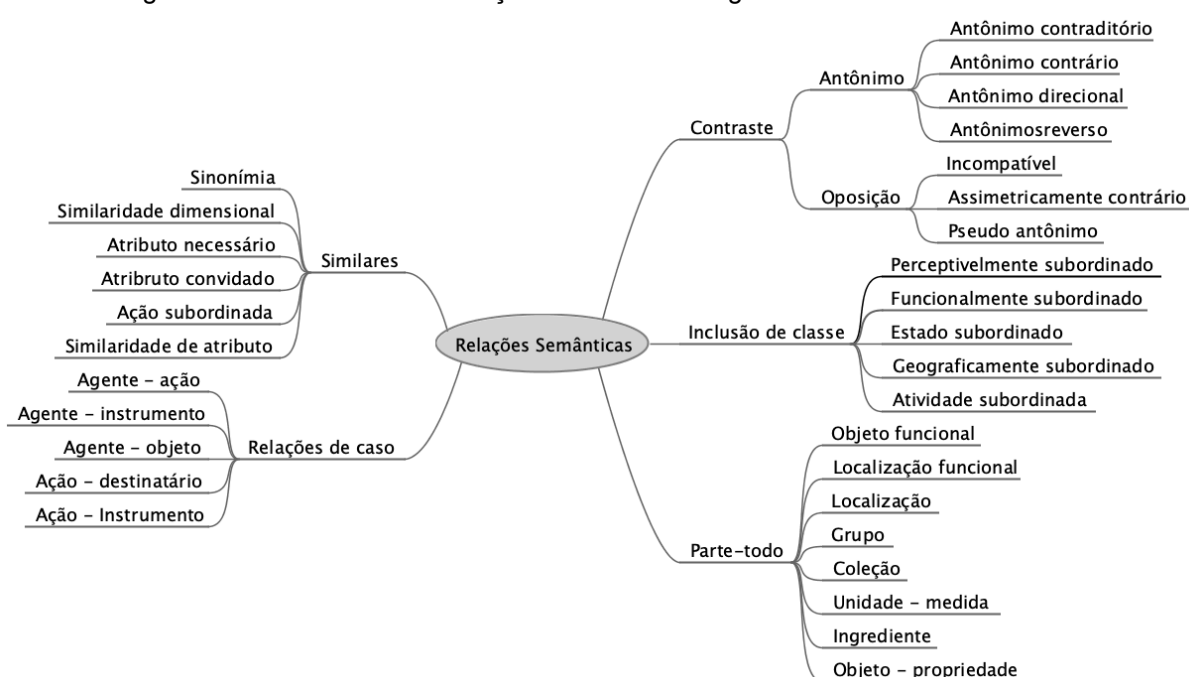 Contraste
Antônimo
Antônimo contraditório
Antônimo contrário
Antônimo direcional
Antônimosreverso
Oposição
Incompatível
Assimetricamente contrário
Pseudo antônimo
Sinonímia
Similaridade dimensional
Atributo necessário
Atribruto convidado
Ação subordinada
Similaridade de atributo
Similares
Relações Semânticas
Inclusão de classe
Perceptivelmente subordinado
Funcionalmente subordinado
Estado subordinado
Geograficamente subordinado
Atividade subordinada
Agente – ação
Agente – instrumento
Agente – objeto
Ação – destinatário
Ação – Instrumento
Relações de caso
Parte-todo
Objeto funcional
Localização funcional
Localização
Grupo
Coleção
Unidade – medida
Ingrediente
Objeto – propriedade